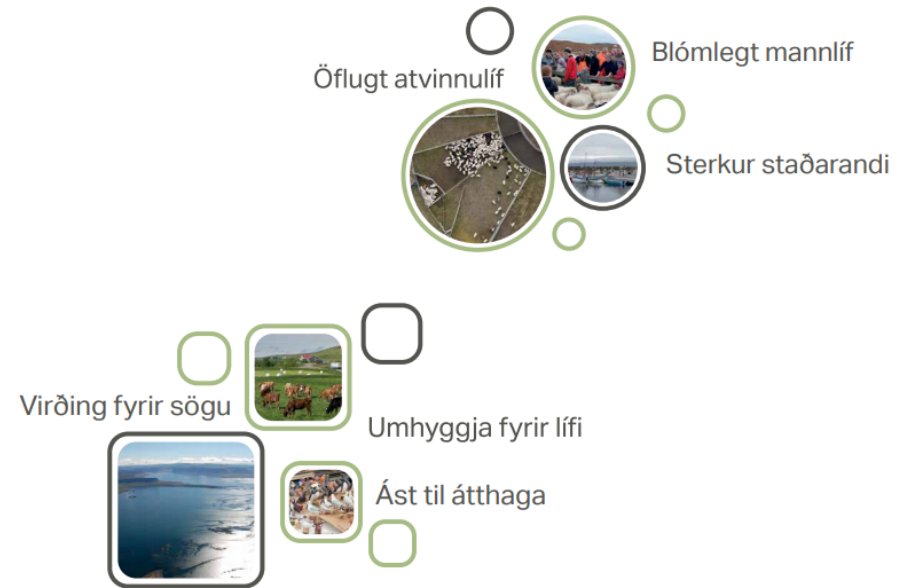 Blómlegt mannlíf
Öflugt atvinnulíf
Sterkur staðarandi
Virðing fyrir sögu
Umhyggja fyrir lífi
Ást til átthaga